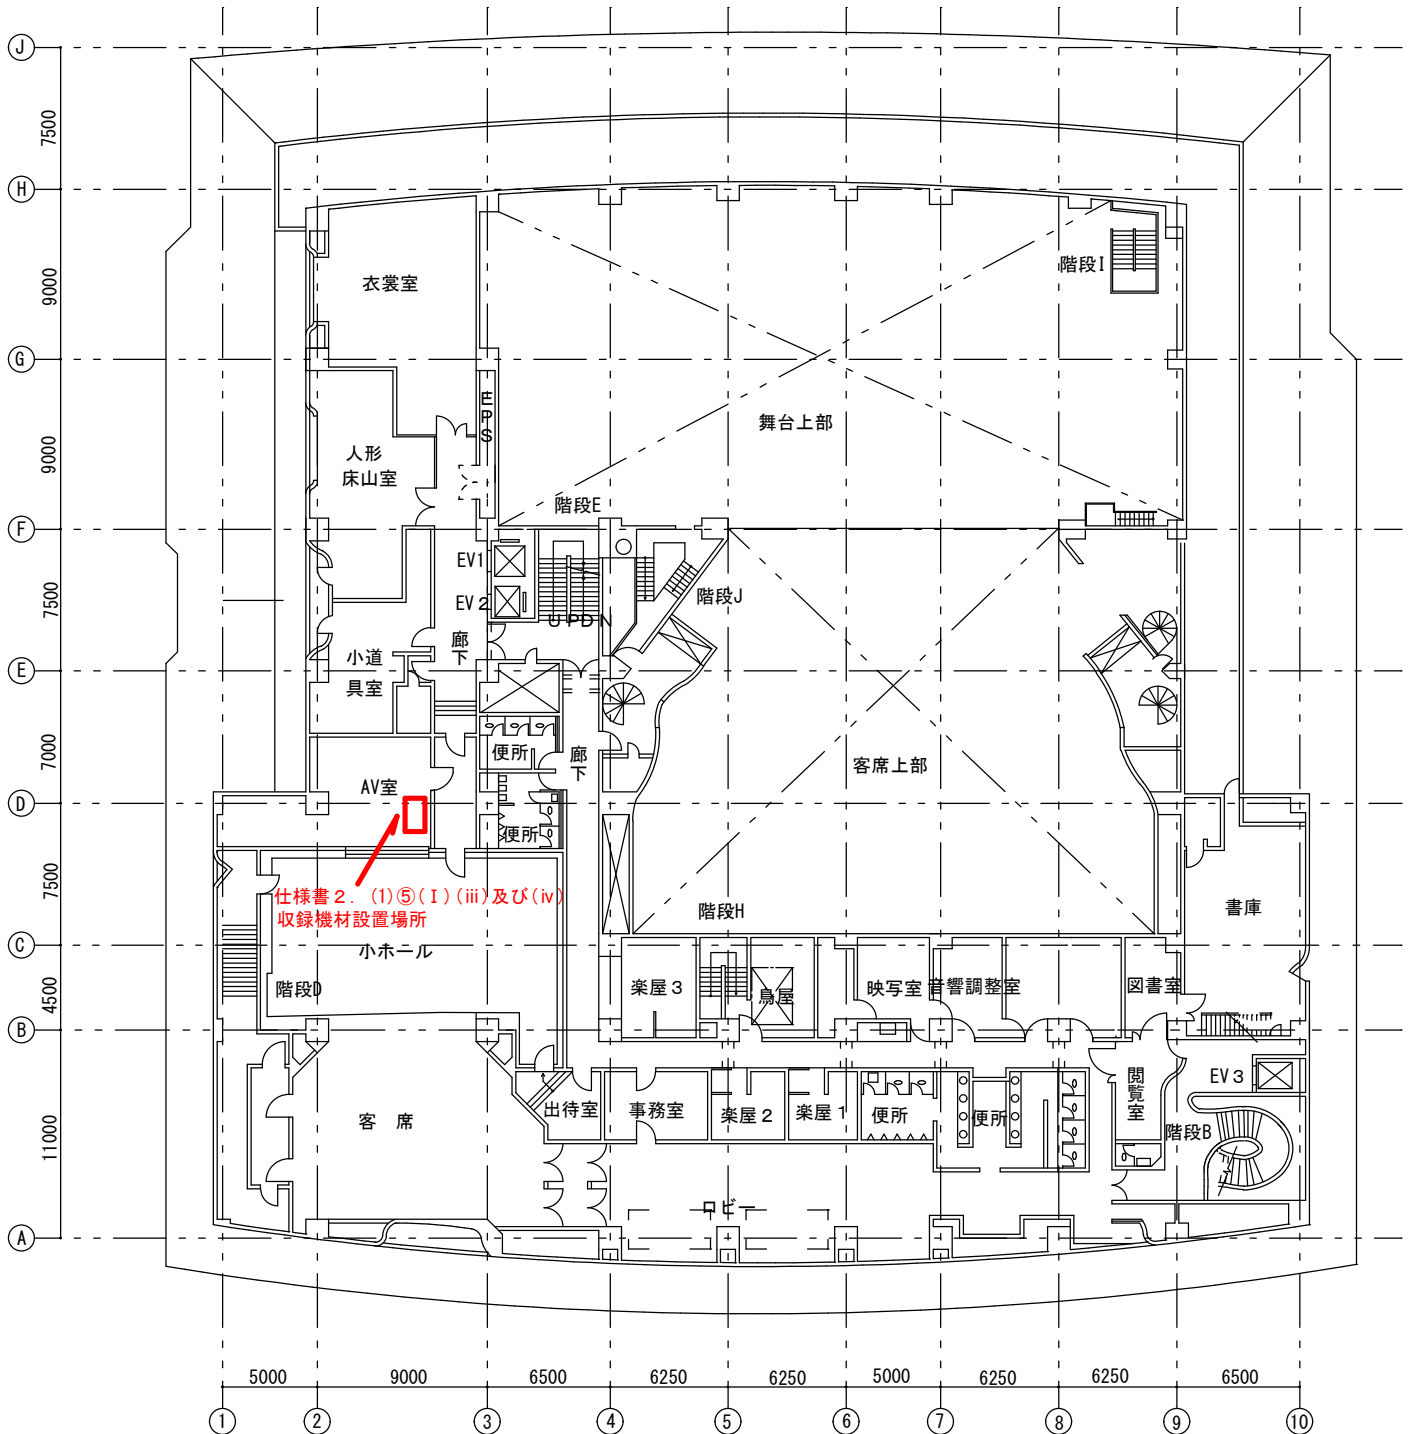 J
7500
H
9000
衣裳室
階段I
G
EPS
9000
舞台上部
人形
床山室
階段E
F
EV1
EV2
7500
階段J
UPDN
廊下
小道
具室
E
7000
便所
廊下
客席上部
AV室
D
便所
7500
仕様書2. (1)⑤(I)(iii)及び(iv)
収録機材設置場所
階段H
書庫
C
小ホール
4500
階段D
楽屋3
鳥屋
映写室
音響調整室
図書室
B
11000
客 席
出待室
事務室
楽屋2
楽屋1
便所
便所
閲覧室
EV3
階段B
ロビー
A
5000
9000
6500
6250
6250
5000
6250
6250
6500
1
2
3
4
5
6
7
8
9
10